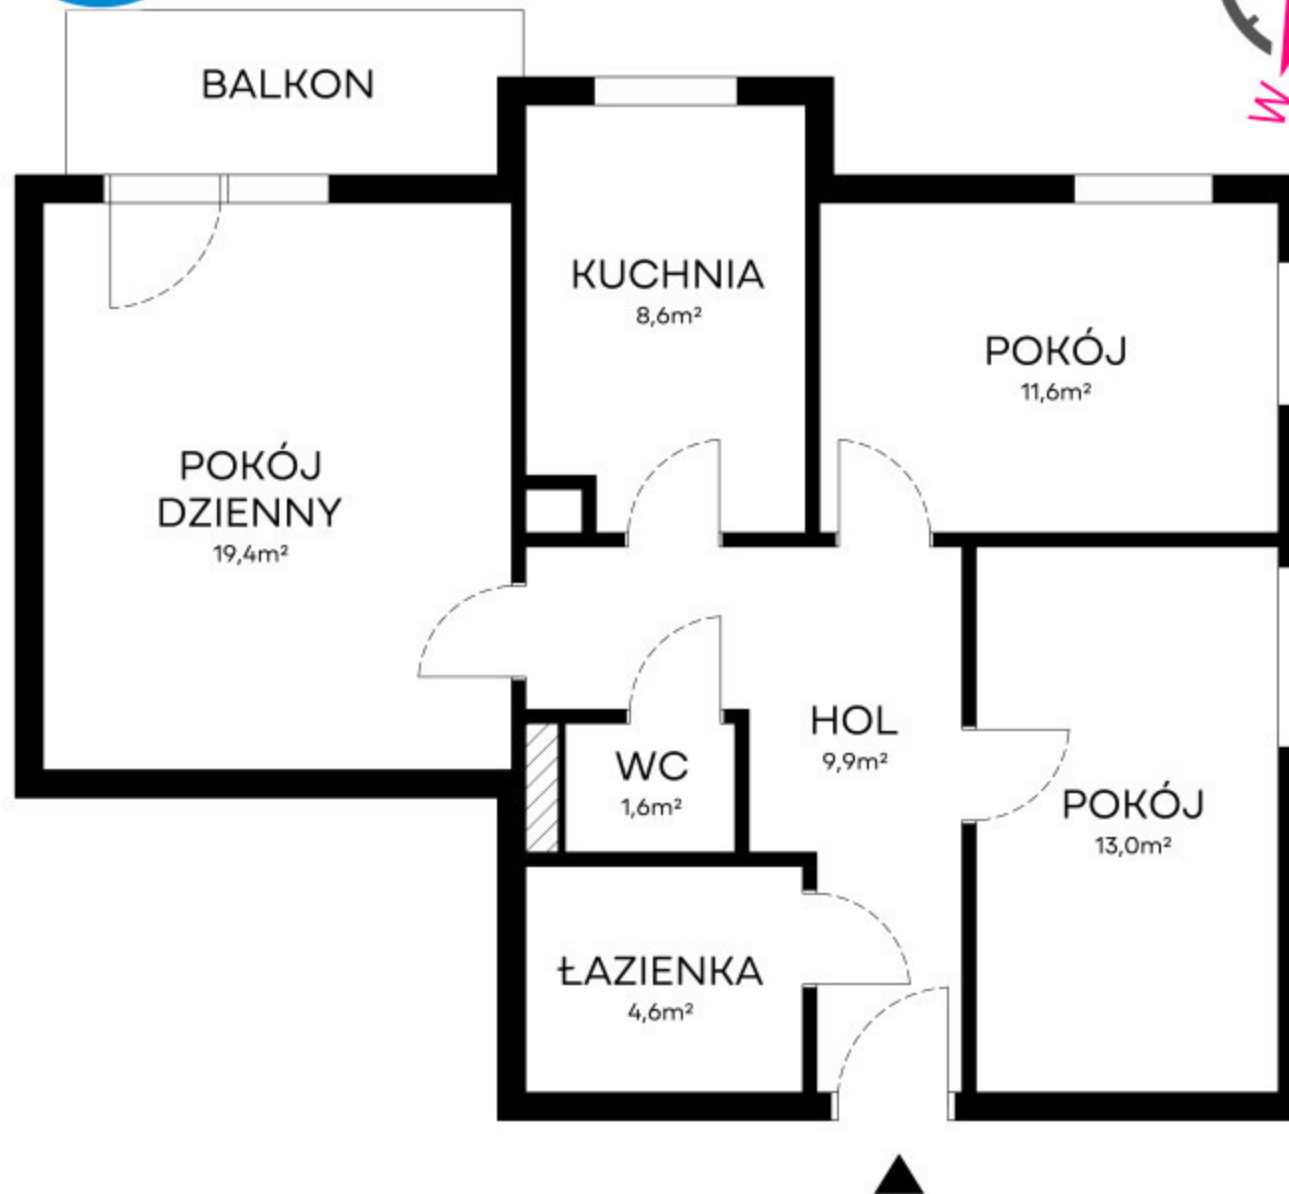 BALKON
W
KUCHNIA
8,6m²
POKÓJ
11,6m²
POKÓJ
DZIENNY
19,4m²
HOL
9,9m²
WC
1,6m²
POKÓJ
13,0m²
ŁAZIENKA
4,6m²